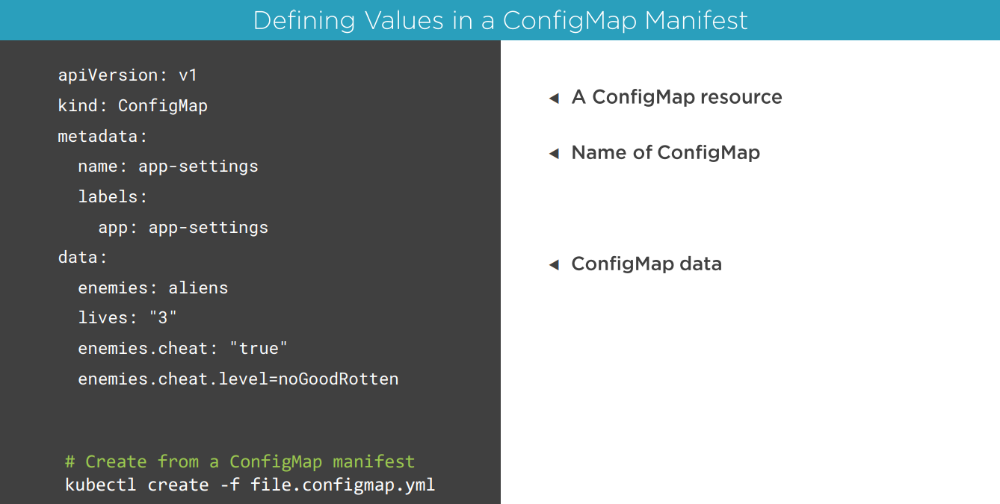 Defining Values in a ConfigMap Manifest
apiVersion: v1
kind: ConfigMap
metadata:
  name: app-settings
  labels:
    app: app-settings
data:
  enemies: aliens
  lives: "3"
  enemies.cheat: "true"
  enemies.cheat.level=noGoodRotten
# Create from a ConfigMap manifest
kubectl create -f file.configmap.yml
A ConfigMap resource
Name of ConfigMap
ConfigMap data